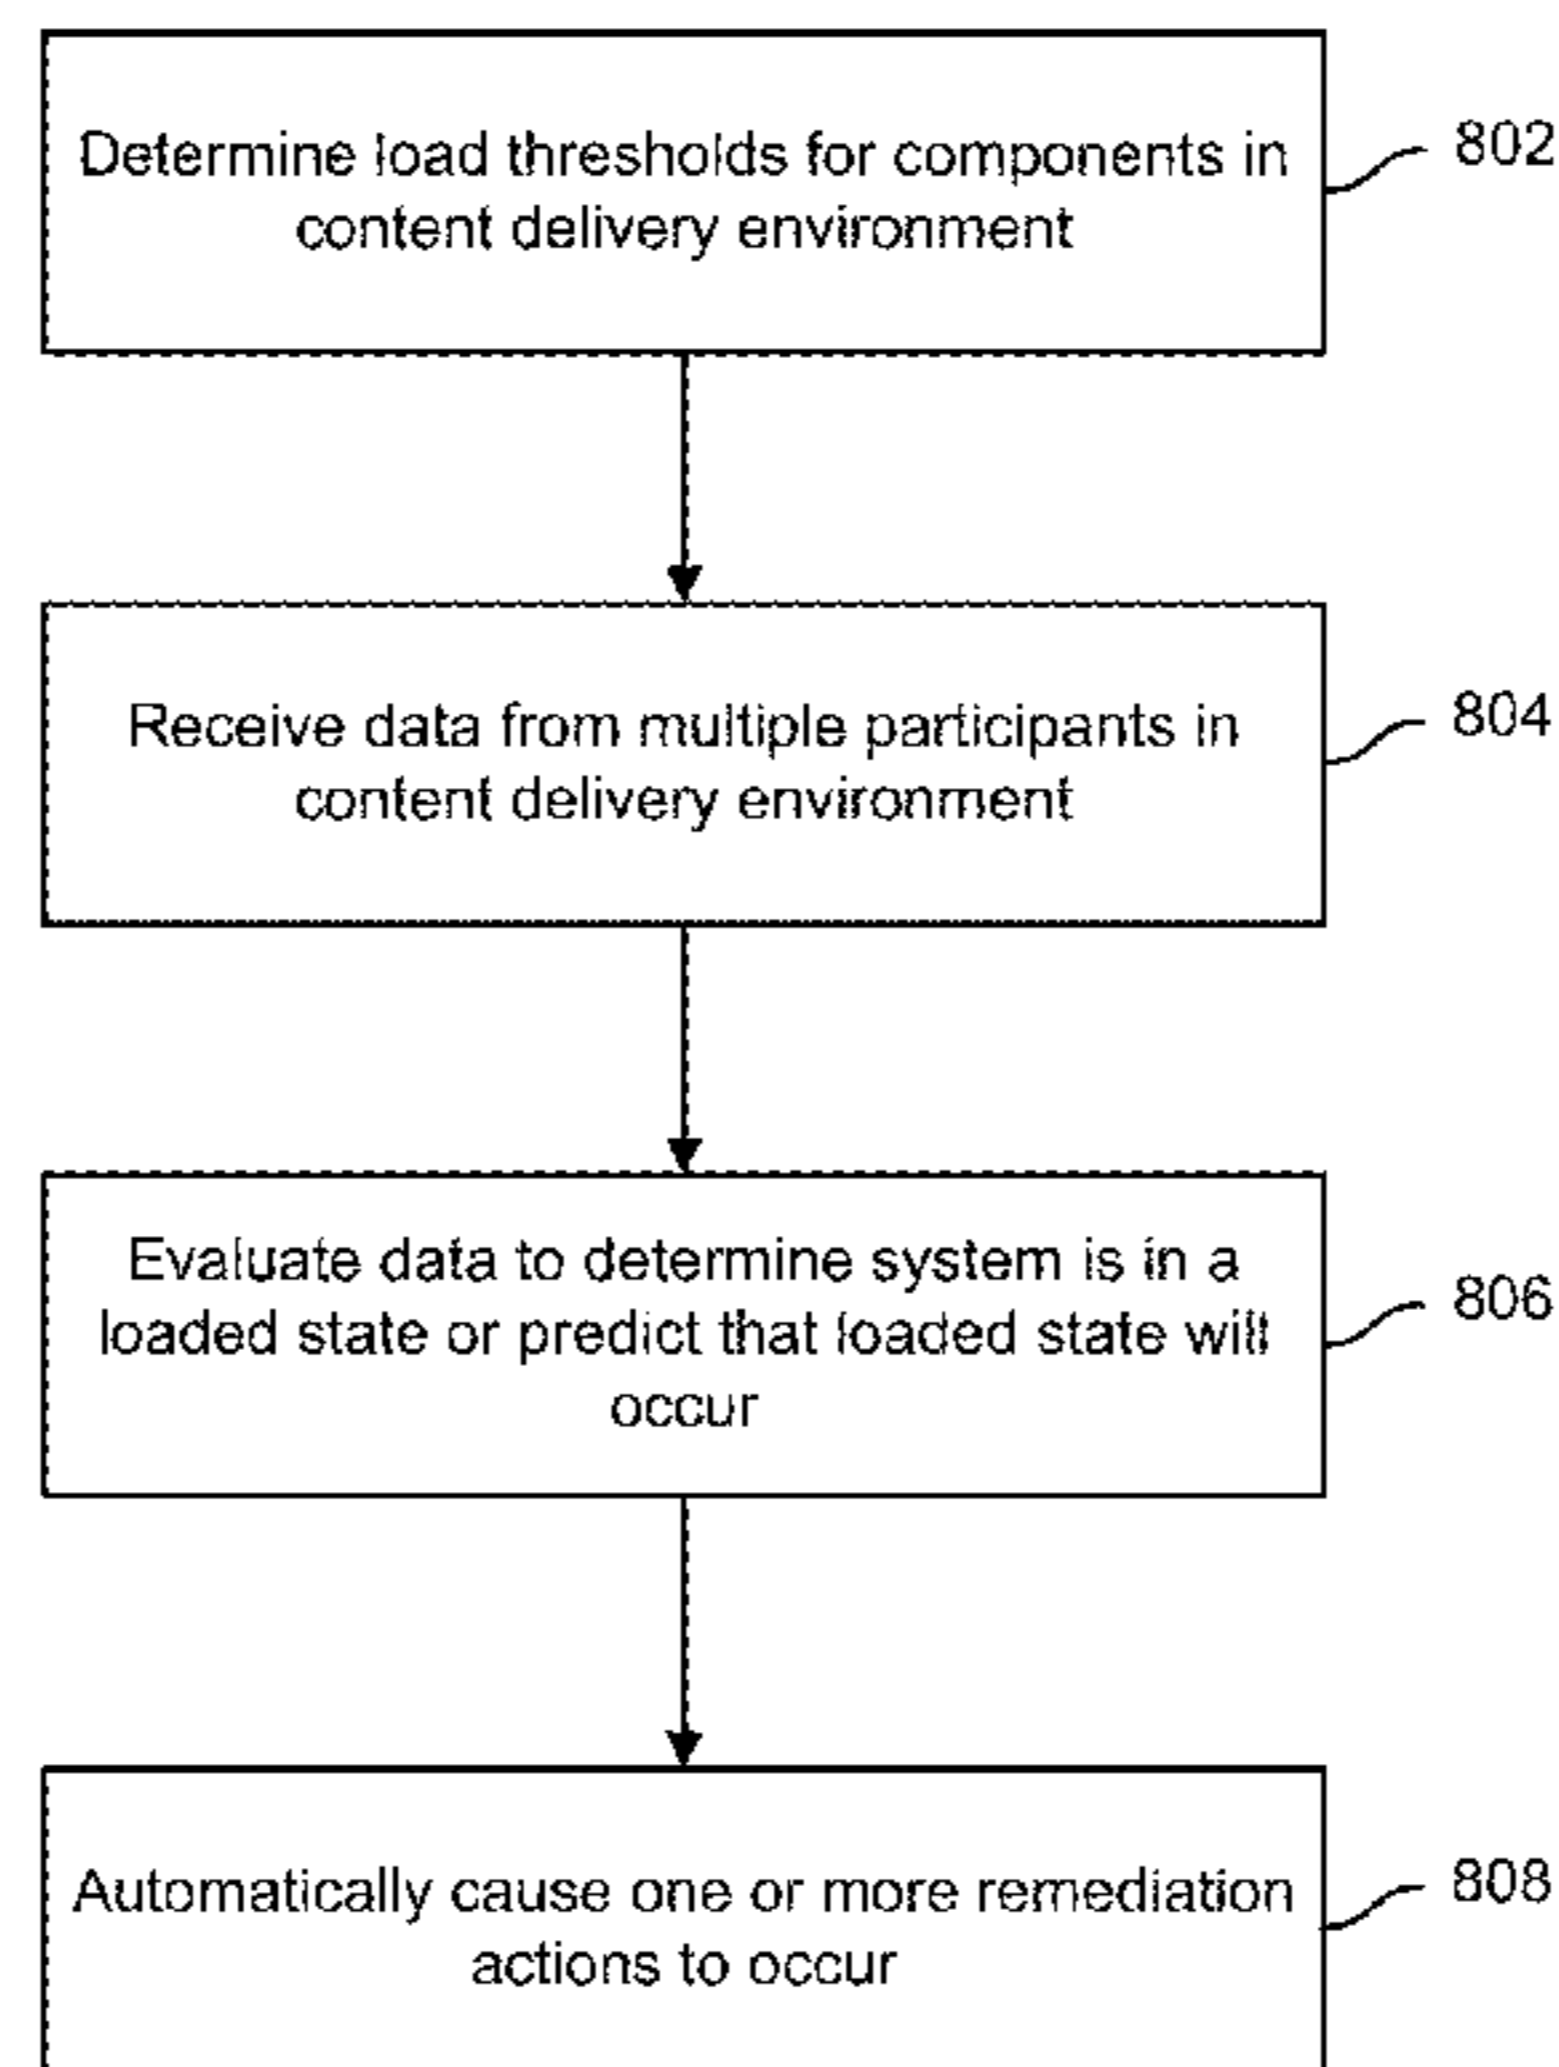 Determine load thresholds for components in
content delivery environment
802
Receive data from multiple participants in
content delivery environment
804
Evaluate data to determine system is in a
loaded state or predict that loaded state will
occur
806
Automatically cause one or more remediation
actions to occur
808